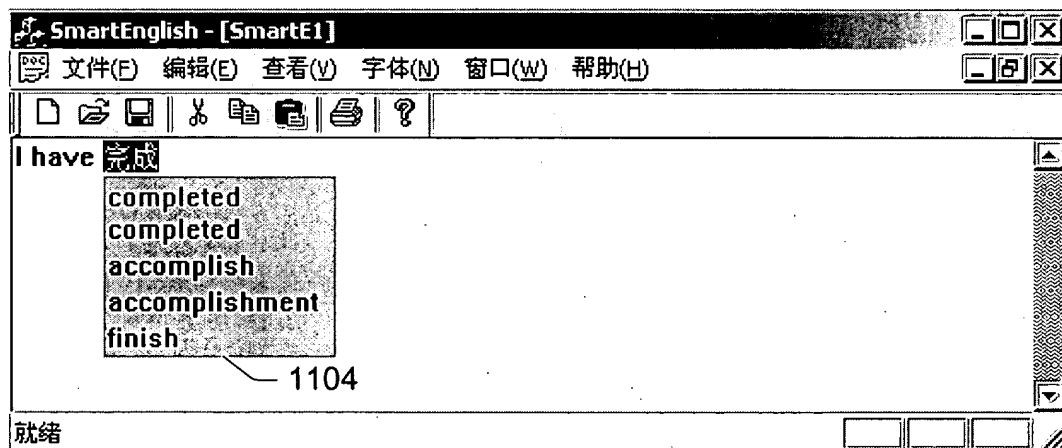 SmartEnglish - [SmartE1]
文件(F) 编辑(E) 查看(V) 字体(N) 窗口(W) 帮助(H)
I have 完成
completed
completed
accomplish
accomplishment
finish
1104
就绪